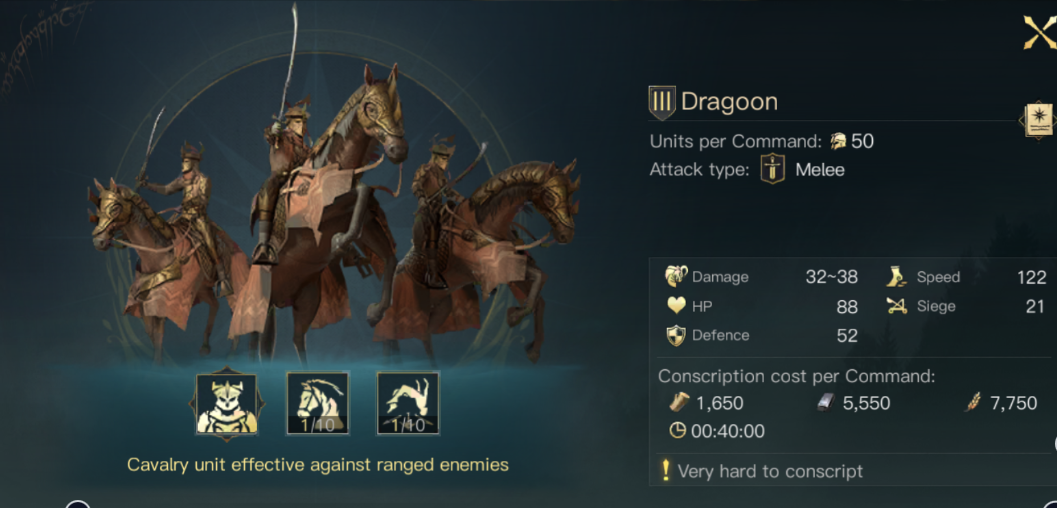 III Dragoon
Units per Command: 50
Attack type: Melee
Damage 32~38 Speed 122
HP 88 Siege 21
Defence 52
Conscription cost per Command:
1,650 5,550 7,750
00:40:00
! Very hard to conscript
1/10 1/10
Cavalry unit effective against ranged enemies